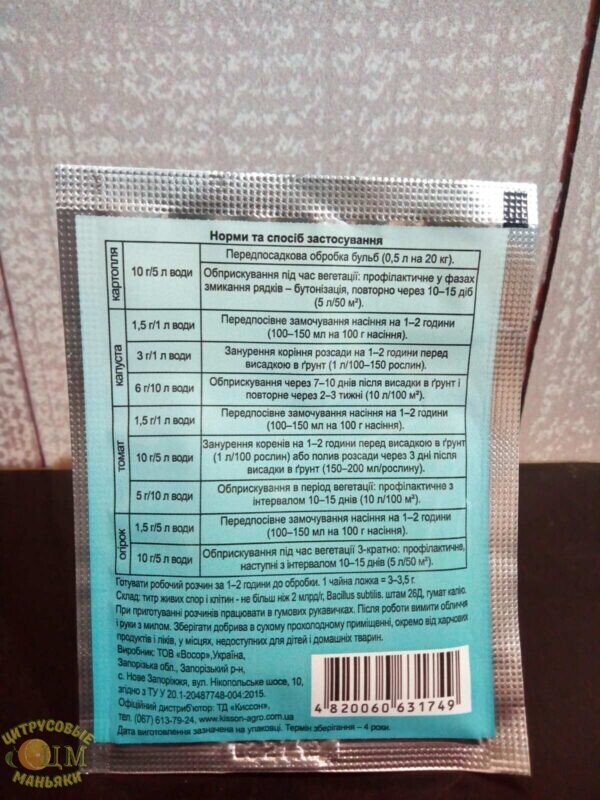 Норми та спосіб застосування
картопля
10 г/5 л води
Передпосадкова обробка бульб (0,5 л на 20 кг).
Обприскування під час вегетації: профілактичне у фазах
змикання рядків – бутонізація, повторно через 10–15 діб
(5 л/50 м²).
капуста
1,5 г/1 л води
Передпосівне замочування насіння на 1–2 години
(100–150 мл на 100 г насіння).
3 г/1 л води
Занурення коріння розсади на 1–2 години перед
висадкою в ґрунт (1 л/100–150 рослин).
6 г/10 л води
Обприскування через 7–10 днів після висадки в ґрунт і
повторне через 2–3 тижні (10 л/100 м²).
томат
1,5 г/1 л води
Передпосівне замочування насіння на 1–2 години
(100–150 мл на 100 г насіння).
10 г/5 л води
Занурення коренів на 1–2 години перед висадкою в ґрунт
(1 л/100 рослин) або полив розсади через 3 дні після
висадки в ґрунт (150–200 мл/рослину).
5 г/10 л води
Обприскування в період вегетації: профілактичне з
інтервалом 10–15 днів (10 л/100 м²).
огірок
1,5 г/5 л води
Передпосівне замочування насіння на 1–2 години
(100–150 мл на 100 г насіння).
10 г/5 л води
Обприскування під час вегетації 3-кратно: профілактичне,
наступні з інтервалом 10–15 днів (5 л/50 м²).
Готувати робочий розчин за 1–2 години до обробки. 1 чайна ложка = 3–3,5 г.
Склад: титр живих спор і клітин - не більш ніж 2 млрд/г, Bacillus subtilis. штам 26Д, гумат калію.
При приготуванні розчинів працювати в гумових рукавичках. Після роботи вимити обличчя
і руки з милом. Зберігати добрива в сухому прохолодному приміщенні, окремо від харчових
продуктів і ліків, у місцях, недоступних для дітей і домашніх тварин.
Виробник: ТОВ «Восор»,Україна,
Запорізька обл., Запорізький р-н,
с. Нове Запоріжжя, вул. Нікопольське шосе, 10,
згідно з ТУ У 20.1-20487748-004:2015.
Офіційний дистриб'ютор: ТД «Киссон»,
тел. (067) 613-79-24, www.kisson-agro.com.ua
Дата виготовлення зазначена на упаковці. Термін зберігання – 4 роки.
4 820060 631749
ЦИТРУСОВЫЕ
ЦМ
МАНЬЯКИ